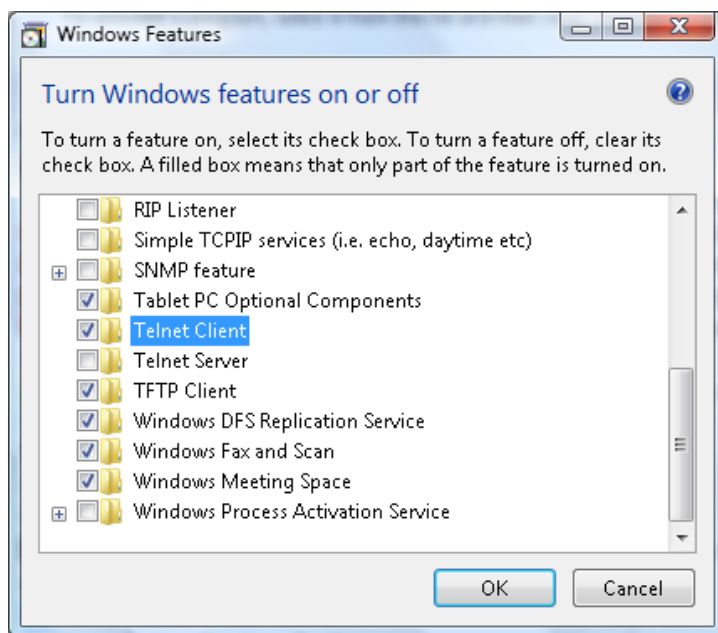 Windows Features
Turn Windows features on or off
To turn a feature on, select its check box. To turn a feature off, clear its
check box. A filled box means that only part of the feature is turned on.
RIP Listener
Simple TCPIP services (i.e. echo, daytime etc)
SNMP feature
Tablet PC Optional Components
Telnet Client
Telnet Server
TFTP Client
Windows DFS Replication Service
Windows Fax and Scan
Windows Meeting Space
Windows Process Activation Service
OK Cancel